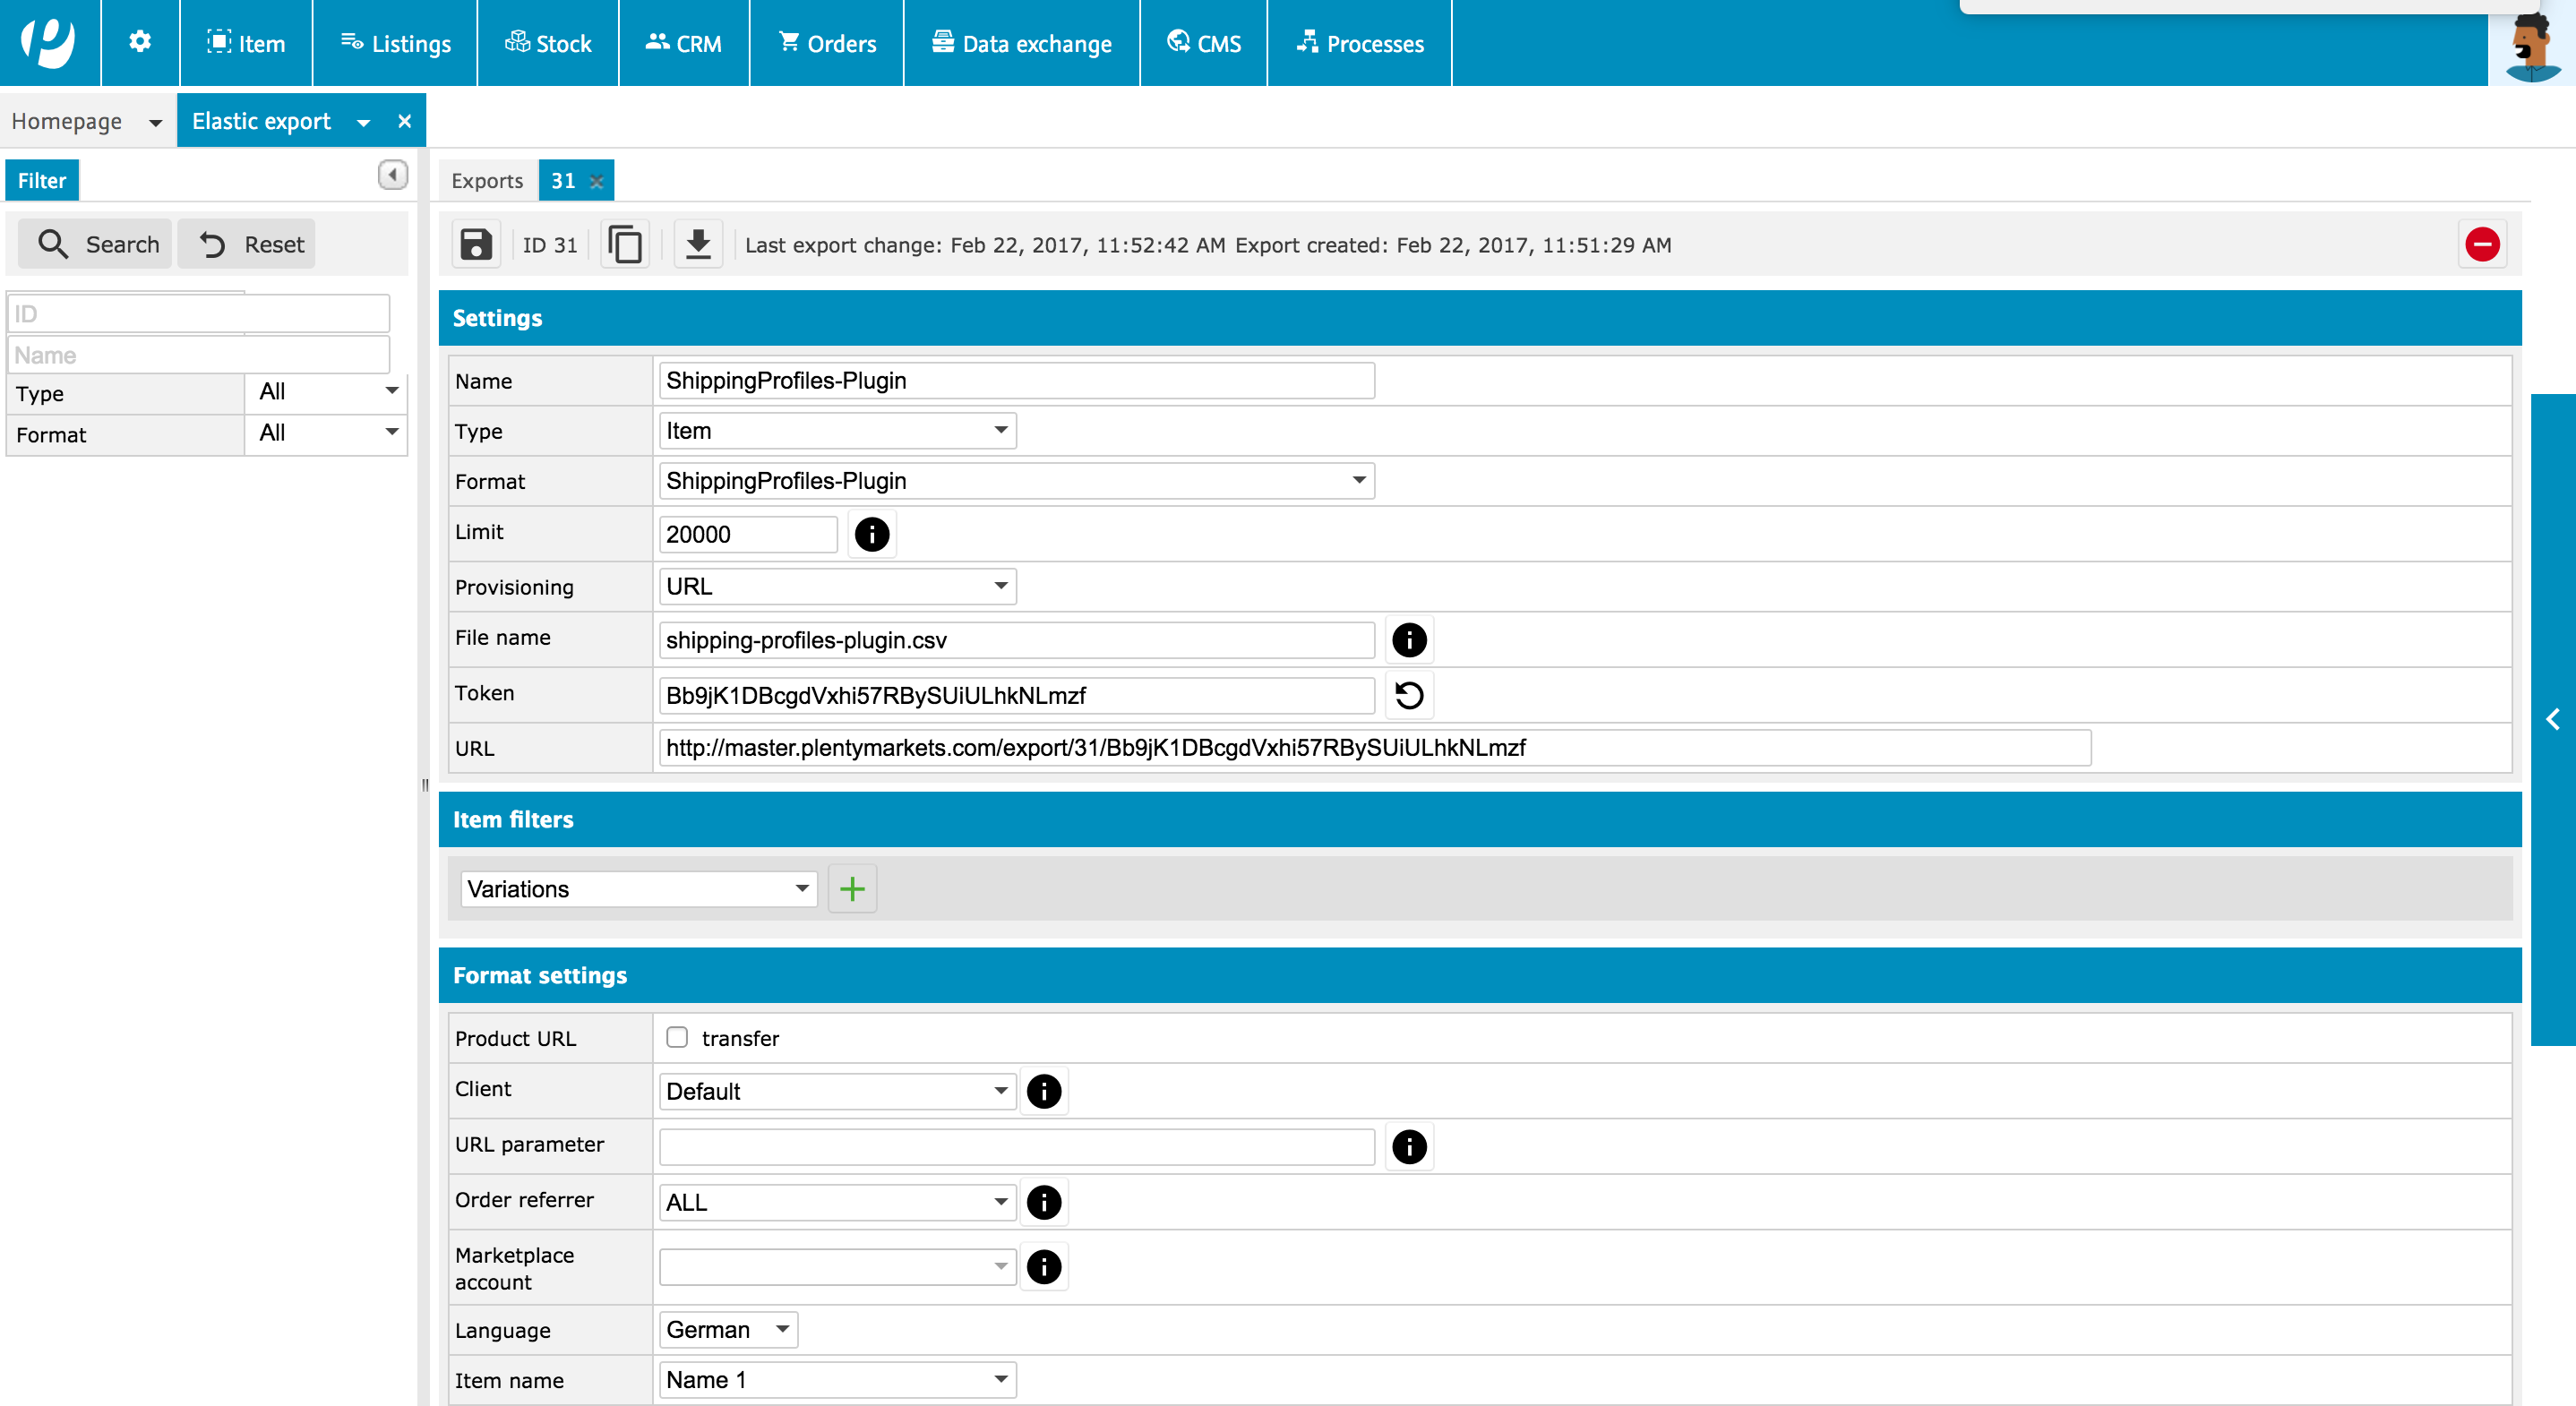 Item Listings Stock CRM Orders Data exchange CMS Processes
Homepage Elastic export
Filter
Search Reset
ID
Name
Type All
Format All
Exports 31
ID 31 Last export change: Feb 22, 2017, 11:52:42 AM Export created: Feb 22, 2017, 11:51:29 AM
Settings
Name ShippingProfiles-Plugin
Type Item
Format ShippingProfiles-Plugin
Limit 20000
Provisioning URL
File name shipping-profiles-plugin.csv
Token Bb9jK1DBcgdVxhi57RBySUiULhkNLmzf
URL http://master.plentymarkets.com/export/31/Bb9jK1DBcgdVxhi57RBySUiULhkNLmzf
Item filters
Variations
Format settings
Product URL transfer
Client Default
URL parameter
Order referrer ALL
Marketplace
account
Language German
Item name Name 1